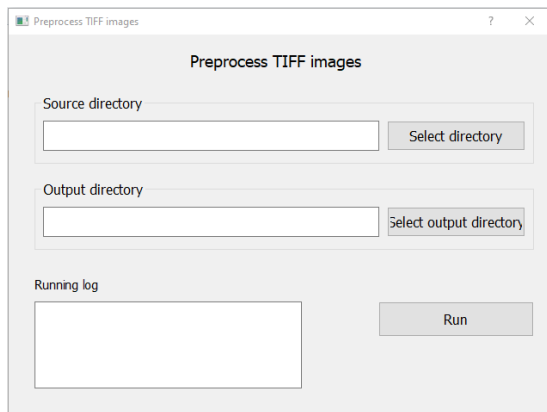 Preprocess TIFF images
?
Preprocess TIFF images
Source directory
Select directory
Output directory
Select output directory
Running log
Run